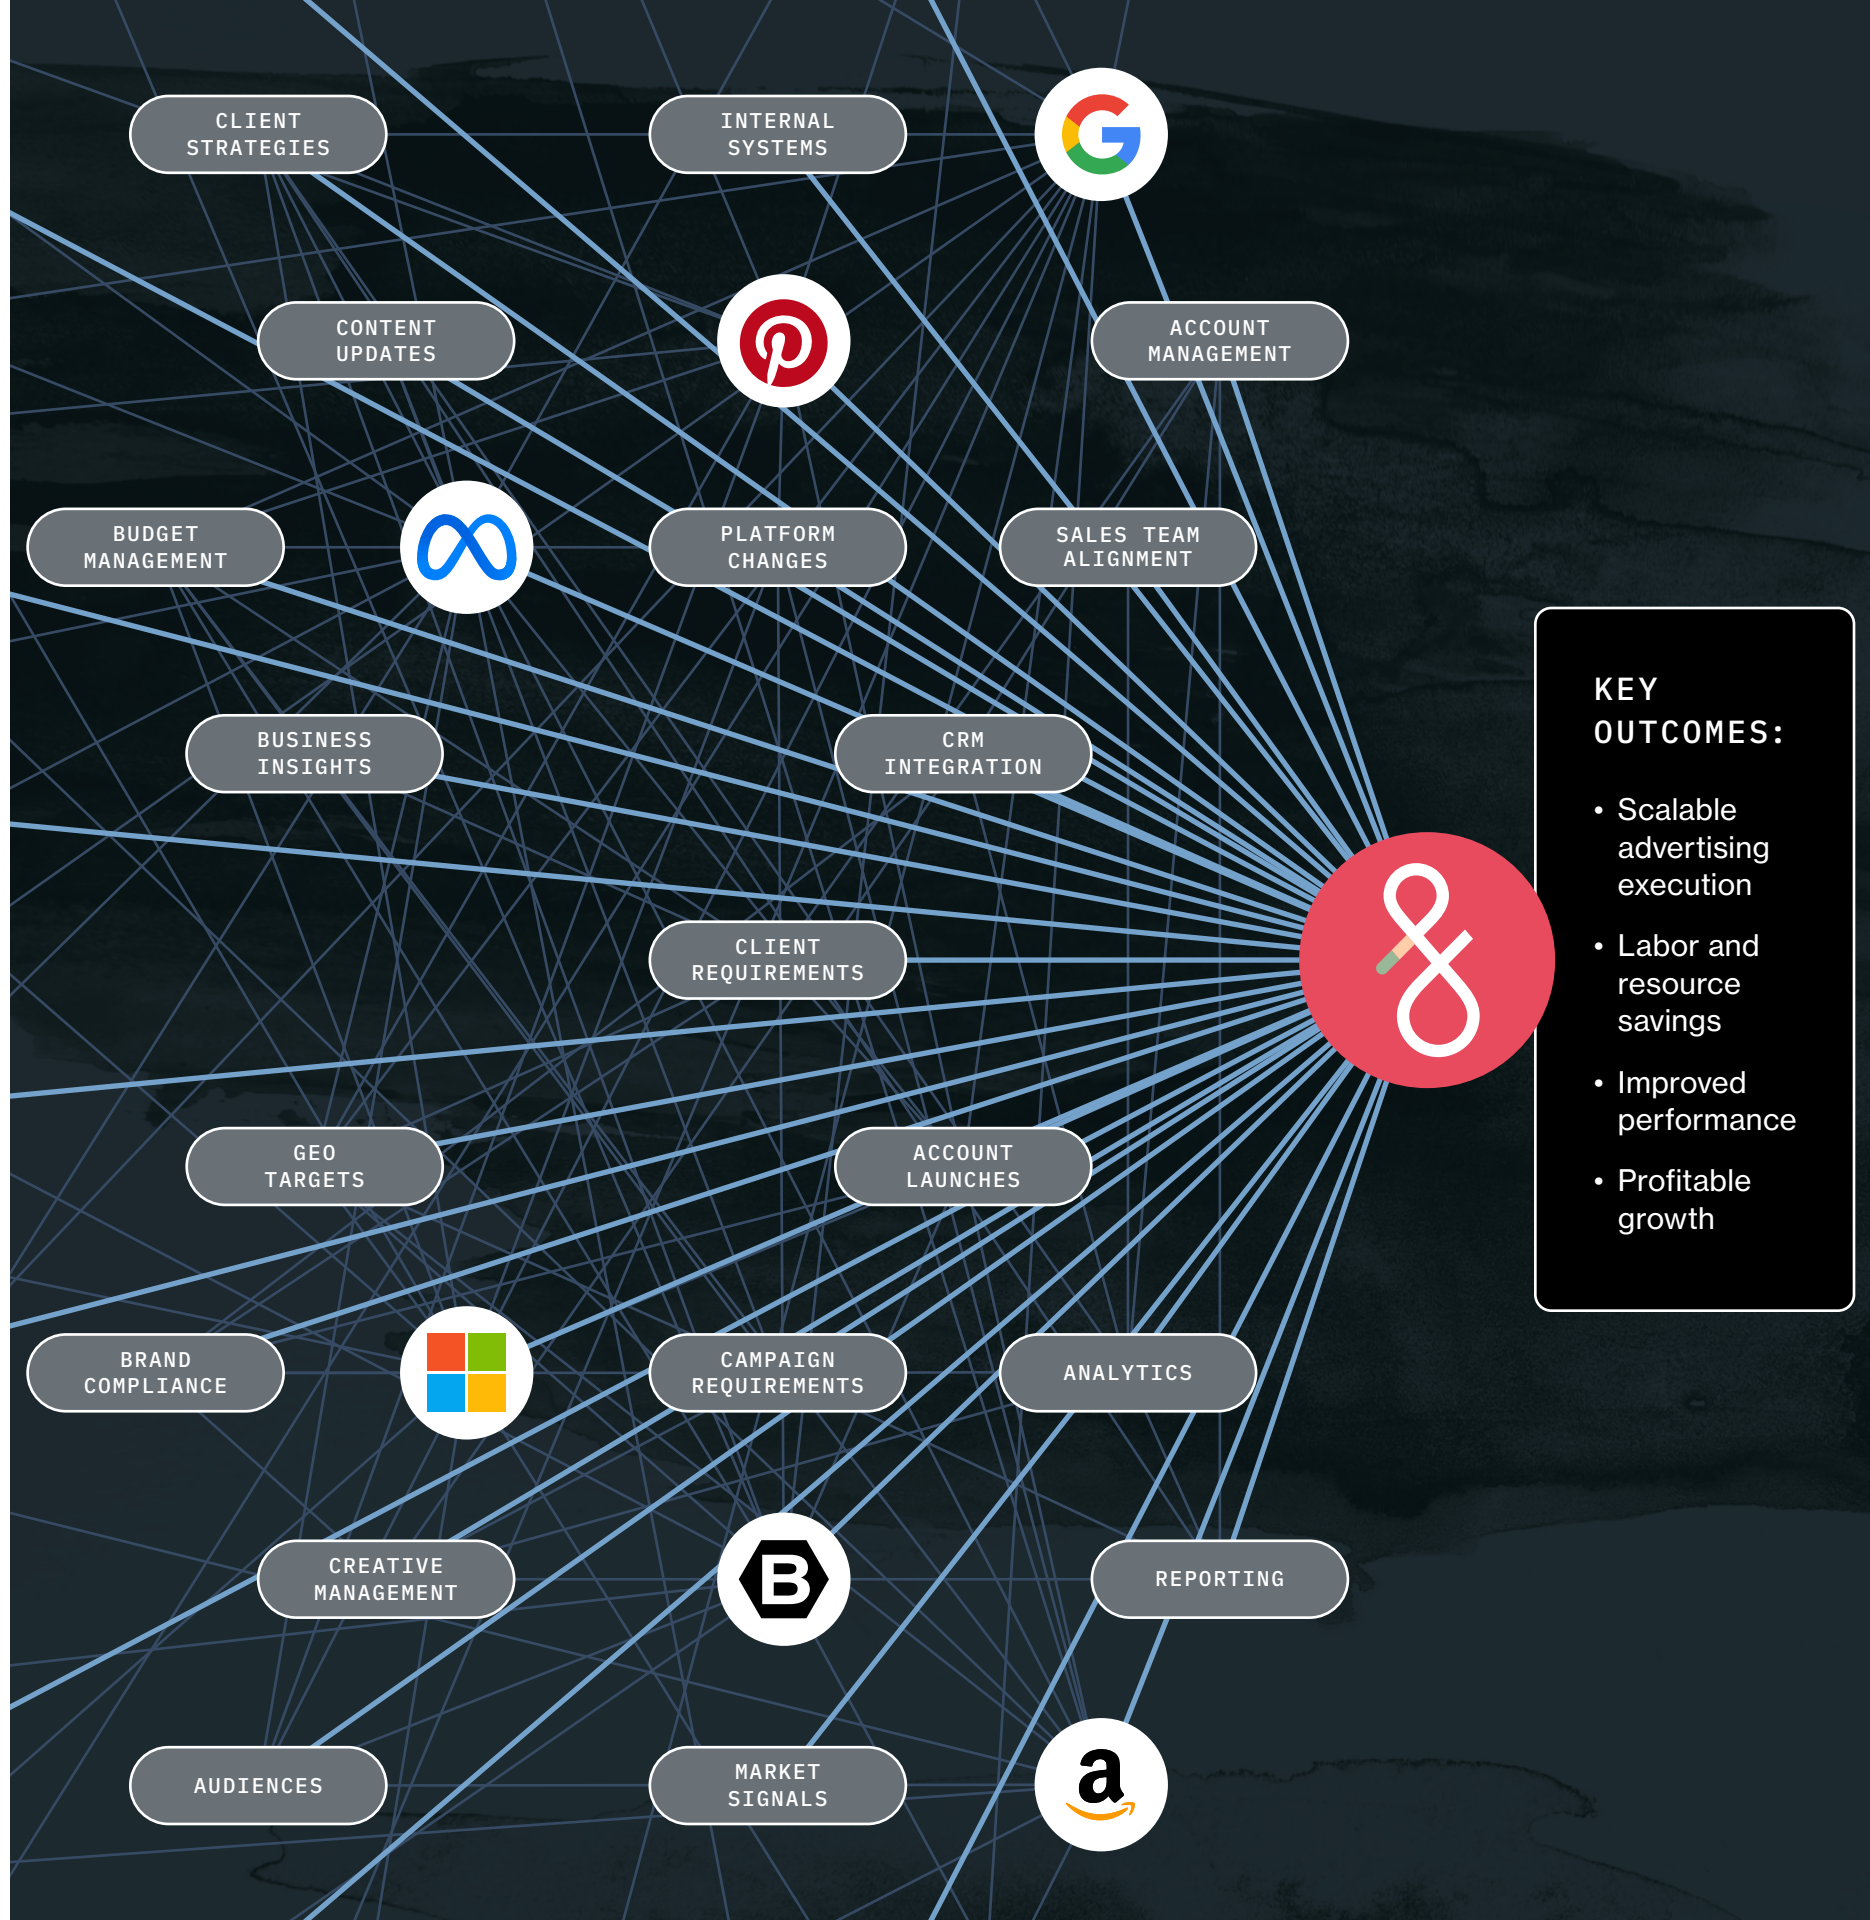 CLIENT
STRATEGIES
INTERNAL
SYSTEMS
CONTENT
UPDATES
ACCOUNT
MANAGEMENT
BUDGET
MANAGEMENT
PLATFORM
CHANGES
SALES TEAM
ALIGNMENT
BUSINESS
INSIGHTS
CRM
INTEGRATION
CLIENT
REQUIREMENTS
GEO
TARGETS
ACCOUNT
LAUNCHES
BRAND
COMPLIANCE
CAMPAIGN
REQUIREMENTS
ANALYTICS
CREATIVE
MANAGEMENT
B
REPORTING
AUDIENCES
MARKET
SIGNALS
a
KEY
OUTCOMES:
• Scalable
advertising
execution
• Labor and
resource
savings
• Improved
performance
• Profitable
growth